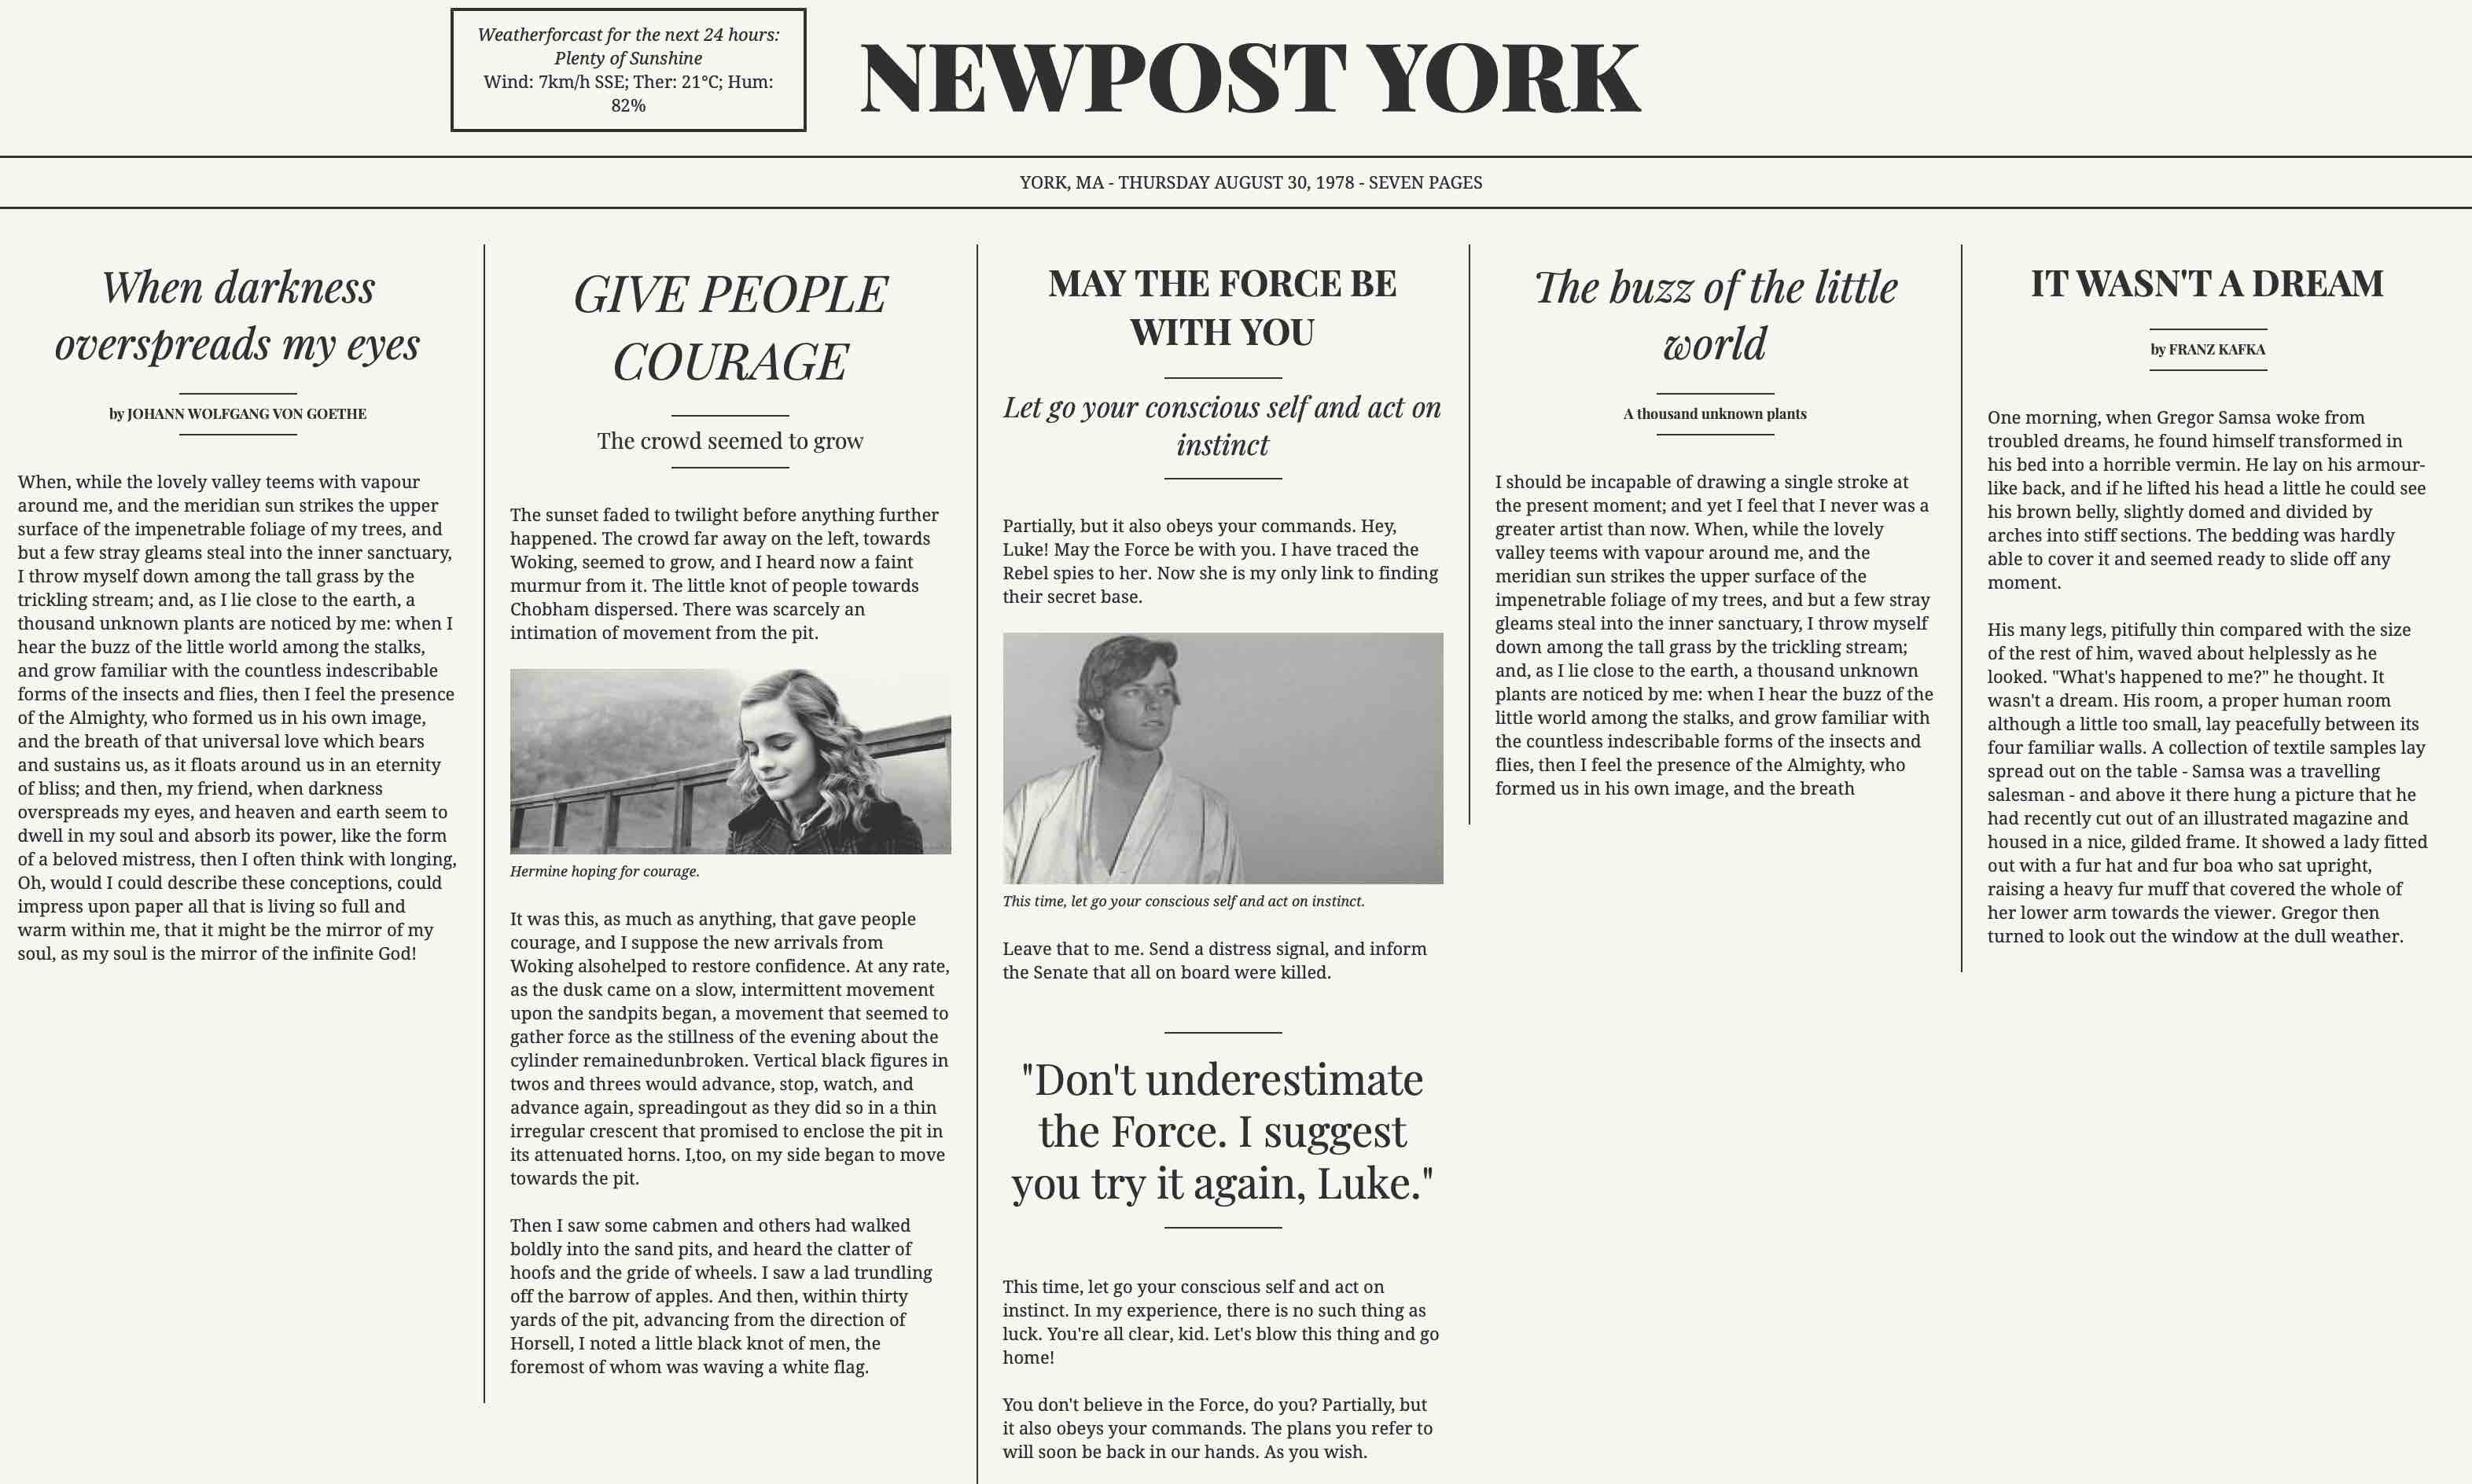 Weatherforcast for the next 24 hours:
Plenty of Sunshine
Wind: 7km/h SSE; Ther: 21°C; Hum:
82%
NEWPOST YORK
YORK, MA - THURSDAY AUGUST 30, 1978 - SEVEN PAGES
When darkness
overspreads my eyes
by JOHANN WOLFGANG VON GOETHE
When, while the lovely valley teems with vapour
around me, and the meridian sun strikes the upper
surface of the impenetrable foliage of my trees, and
but a few stray gleams steal into the inner sanctuary,
I throw myself down among the tall grass by the
trickling stream; and, as I lie close to the earth, a
thousand unknown plants are noticed by me: when I
hear the buzz of the little world among the stalks,
and grow familiar with the countless indescribable
forms of the insects and flies, then I feel the presence
of the Almighty, who formed us in his own image,
and the breath of that universal love which bears
and sustains us, as it floats around us in an eternity
of bliss; and then, my friend, when darkness
overspreads my eyes, and heaven and earth seem to
dwell in my soul and absorb its power, like the form
of a beloved mistress, then I often think with longing,
Oh, would I could describe these conceptions, could
impress upon paper all that is living so full and
warm within me, that it might be the mirror of my
soul, as my soul is the mirror of the infinite God!
GIVE PEOPLE
COURAGE
The crowd seemed to grow
The sunset faded to twilight before anything further
happened. The crowd far away on the left, towards
Woking, seemed to grow, and I heard now a faint
murmur from it. The little knot of people towards
Chobham dispersed. There was scarcely an
intimation of movement from the pit.
Hermine hoping for courage.
It was this, as much as anything, that gave people
courage, and I suppose the new arrivals from
Woking alsohelped to restore confidence. At any rate,
as the dusk came on a slow, intermittent movement
upon the sandpits began, a movement that seemed to
gather force as the stillness of the evening about the
cylinder remainedunbroken. Vertical black figures in
twos and threes would advance, stop, watch, and
advance again, spreadingout as they did so in a thin
irregular crescent that promised to enclose the pit in
its attenuated horns. I,too, on my side began to move
towards the pit.
Then I saw some cabmen and others had walked
boldly into the sand pits, and heard the clatter of
hoofs and the gride of wheels. I saw a lad trundling
off the barrow of apples. And then, within thirty
yards of the pit, advancing from the direction of
Horsell, I noted a little black knot of men, the
foremost of whom was waving a white flag.
MAY THE FORCE BE
WITH YOU
Let go your conscious self and act on
instinct
Partially, but it also obeys your commands. Hey,
Luke! May the Force be with you. I have traced the
Rebel spies to her. Now she is my only link to finding
their secret base.
This time, let go your conscious self and act on instinct.
Leave that to me. Send a distress signal, and inform
the Senate that all on board were killed.
"Don't underestimate
the Force. I suggest
you try it again, Luke."
This time, let go your conscious self and act on
instinct. In my experience, there is no such thing as
luck. You're all clear, kid. Let's blow this thing and go
home!
You don't believe in the Force, do you? Partially, but
it also obeys your commands. The plans you refer to
will soon be back in our hands. As you wish.
The buzz of the little
world
A thousand unknown plants
I should be incapable of drawing a single stroke at
the present moment; and yet I feel that I never was a
greater artist than now. When, while the lovely
valley teems with vapour around me, and the
meridian sun strikes the upper surface of the
impenetrable foliage of my trees, and but a few stray
gleams steal into the inner sanctuary, I throw myself
down among the tall grass by the trickling stream;
and, as I lie close to the earth, a thousand unknown
plants are noticed by me: when I hear the buzz of the
little world among the stalks, and grow familiar with
the countless indescribable forms of the insects and
flies, then I feel the presence of the Almighty, who
formed us in his own image, and the breath
IT WASN'T A DREAM
by FRANZ KAFKA
One morning, when Gregor Samsa woke from
troubled dreams, he found himself transformed in
his bed into a horrible vermin. He lay on his armour-
like back, and if he lifted his head a little he could see
his brown belly, slightly domed and divided by
arches into stiff sections. The bedding was hardly
able to cover it and seemed ready to slide off any
moment.
His many legs, pitifully thin compared with the size
of the rest of him, waved about helplessly as he
looked. "What's happened to me?" he thought. It
wasn't a dream. His room, a proper human room
although a little too small, lay peacefully between its
four familiar walls. A collection of textile samples lay
spread out on the table - Samsa was a travelling
salesman - and above it there hung a picture that he
had recently cut out of an illustrated magazine and
housed in a nice, gilded frame. It showed a lady fitted
out with a fur hat and fur boa who sat upright,
raising a heavy fur muff that covered the whole of
her lower arm towards the viewer. Gregor then
turned to look out the window at the dull weather.